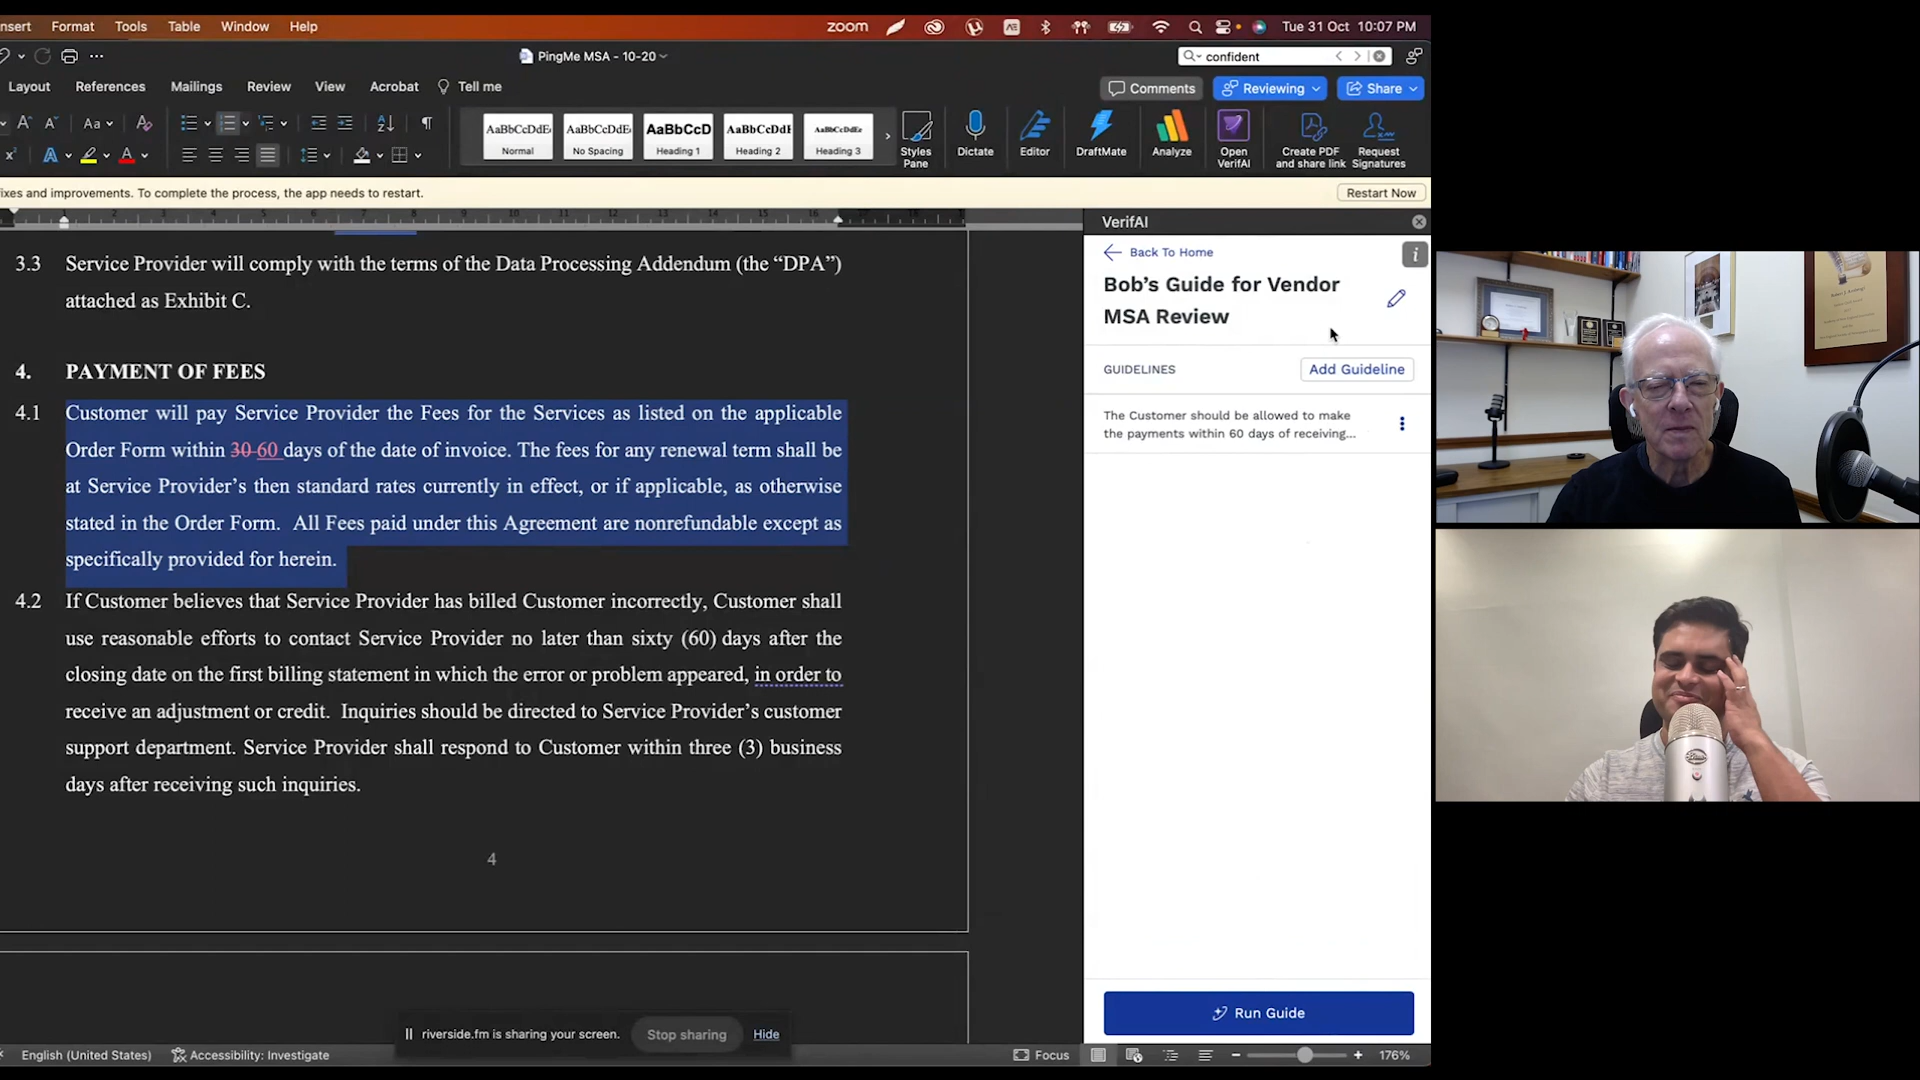 nsert Format Tools Table Window Help
zoom Tue 31 Oct 10:07 PM
PingMe MSA - 10-20
confident
Layout References Mailings Review View Acrobat Tell me
Comments Reviewing Share
Aa
AaBbCcDdE AaBbCcDdE AaBbCcD AaBbCcDdE AaBbCcDdEe
Normal No Spacing Heading 1 Heading 2 Heading 3
Styles Pane
Dictate
Editor
DraftMate
Analyze
Open VerifAI
Create PDF and share link
Request Signatures
ixes and improvements. To complete the process, the app needs to restart.
Restart Now
3.3 Service Provider will comply with the terms of the Data Processing Addendum (the “DPA”)
attached as Exhibit C.
4. PAYMENT OF FEES
4.1 Customer will pay Service Provider the Fees for the Services as listed on the applicable
Order Form within 30 60 days of the date of invoice. The fees for any renewal term shall be
at Service Provider’s then standard rates currently in effect, or if applicable, as otherwise
stated in the Order Form. All Fees paid under this Agreement are nonrefundable except as
specifically provided for herein.
4.2 If Customer believes that Service Provider has billed Customer incorrectly, Customer shall
use reasonable efforts to contact Service Provider no later than sixty (60) days after the
closing date on the first billing statement in which the error or problem appeared, in order to
receive an adjustment or credit. Inquiries should be directed to Service Provider’s customer
support department. Service Provider shall respond to Customer within three (3) business
days after receiving such inquiries.
4
VerifAI
Back To Home
Bob’s Guide for Vendor
MSA Review
GUIDELINES
Add Guideline
The Customer should be allowed to make
the payments within 60 days of receiving...
Run Guide
riverside.fm is sharing your screen. Stop sharing Hide
English (United States) Accessibility: Investigate
Focus 176%